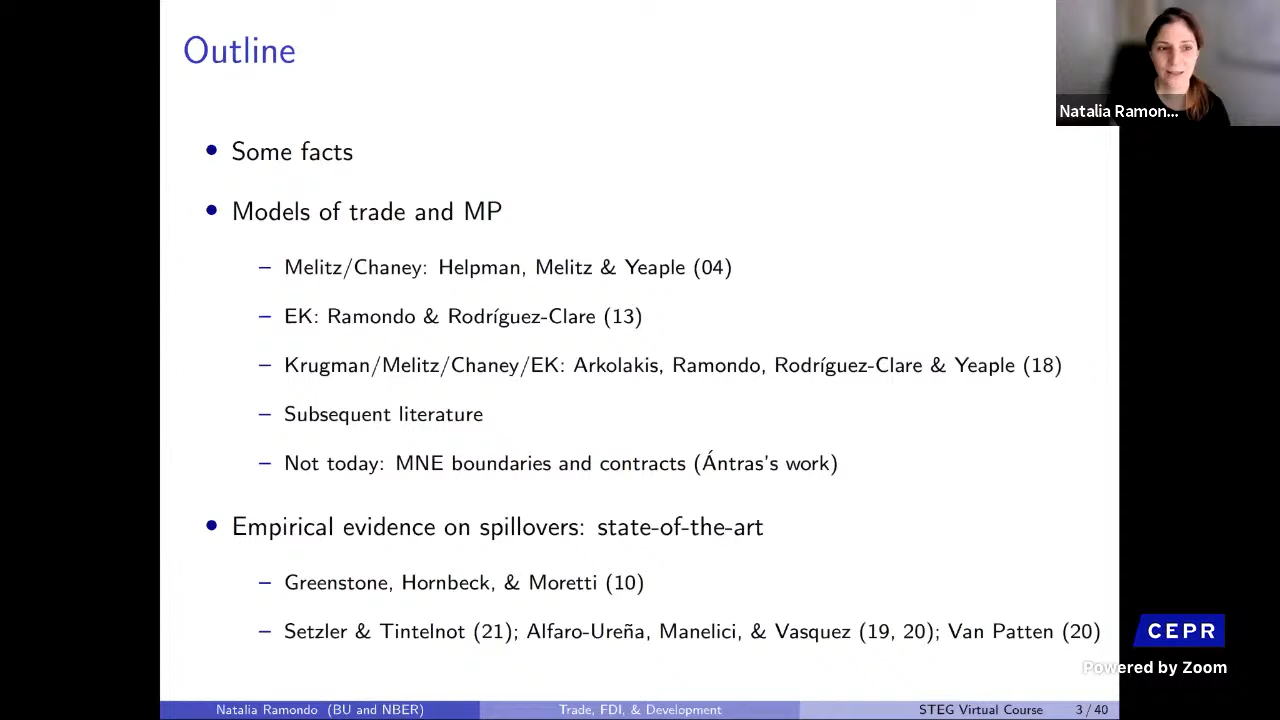 Outline
Natalia Ramon...
• Some facts
• Models of trade and MP
– Melitz/Chaney: Helpman, Melitz & Yeaple (04)
– EK: Ramondo & Rodríguez-Clare (13)
– Krugman/Melitz/Chaney/EK: Arkolakis, Ramondo, Rodríguez-Clare & Yeaple (18)
– Subsequent literature
– Not today: MNE boundaries and contracts (Ántras's work)
• Empirical evidence on spillovers: state-of-the-art
– Greenstone, Hornbeck, & Moretti (10)
– Setzler & Tintelnot (21); Alfaro-Ureña, Manelici, & Vasquez (19, 20); Van Patten (20)
CEPR
Powered by Zoom
Natalia Ramondo (BU and NBER) Trade, FDI, & Development STEG Virtual Course 3 / 40